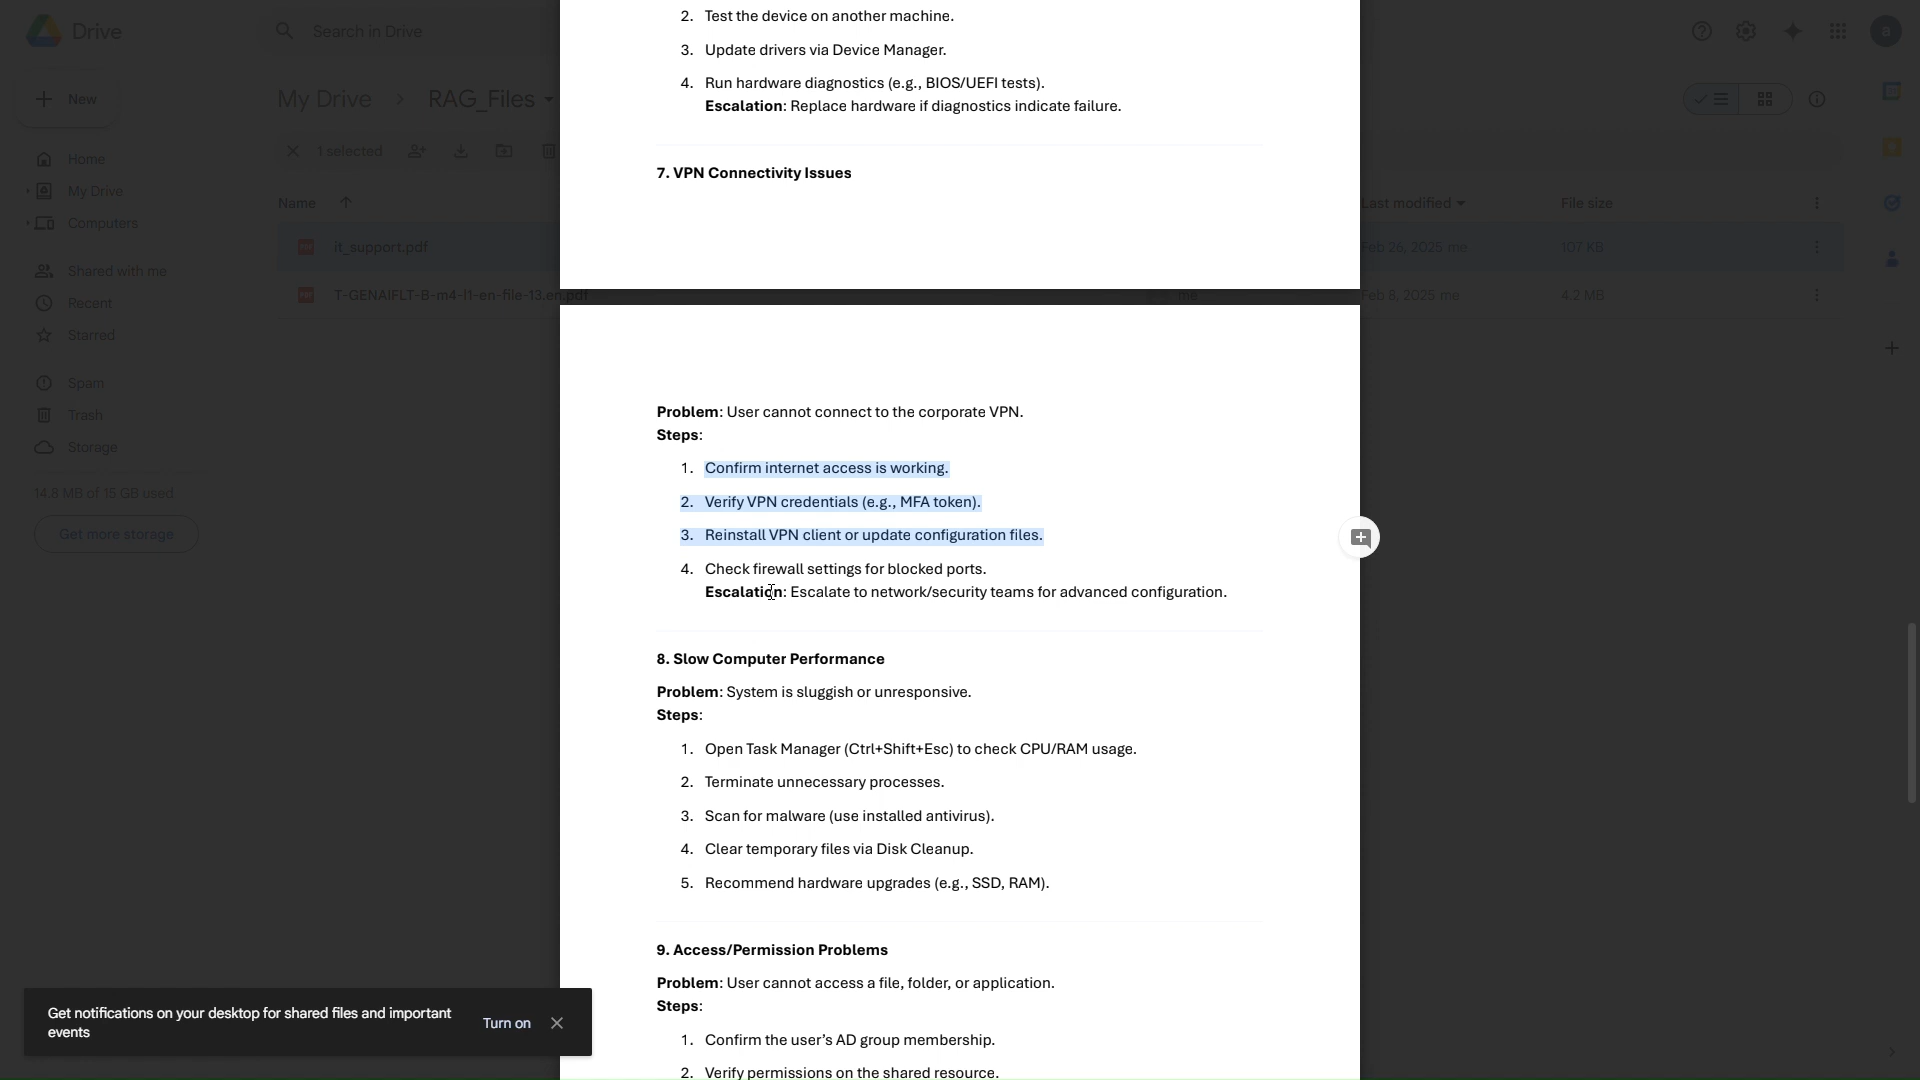 Drive
Search in Drive
a
New
My Drive
RAG_Files
1 selected
Home
My Drive
Computers
Shared with me
Recent
Starred
Spam
Trash
Storage
14.8 MB of 15 GB used
Get more storage
Name
Last modified
File size
it_support.pdf
Feb 26, 2025 me
107 KB
T-GENAIFLT-B-m4-l1-en-file-13.en.pdf
me
Feb 8, 2025 me
4.2 MB
2. Test the device on another machine.
3. Update drivers via Device Manager.
4. Run hardware diagnostics (e.g., BIOS/UEFI tests).
Escalation: Replace hardware if diagnostics indicate failure.
7. VPN Connectivity Issues
Problem: User cannot connect to the corporate VPN.
Steps:
1. Confirm internet access is working.
2. Verify VPN credentials (e.g., MFA token).
3. Reinstall VPN client or update configuration files.
4. Check firewall settings for blocked ports.
Escalation: Escalate to network/security teams for advanced configuration.
8. Slow Computer Performance
Problem: System is sluggish or unresponsive.
Steps:
1. Open Task Manager (Ctrl+Shift+Esc) to check CPU/RAM usage.
2. Terminate unnecessary processes.
3. Scan for malware (use installed antivirus).
4. Clear temporary files via Disk Cleanup.
5. Recommend hardware upgrades (e.g., SSD, RAM).
9. Access/Permission Problems
Problem: User cannot access a file, folder, or application.
Steps:
1. Confirm the user's AD group membership.
2. Verify permissions on the shared resource.
Get notifications on your desktop for shared files and important
events
Turn on